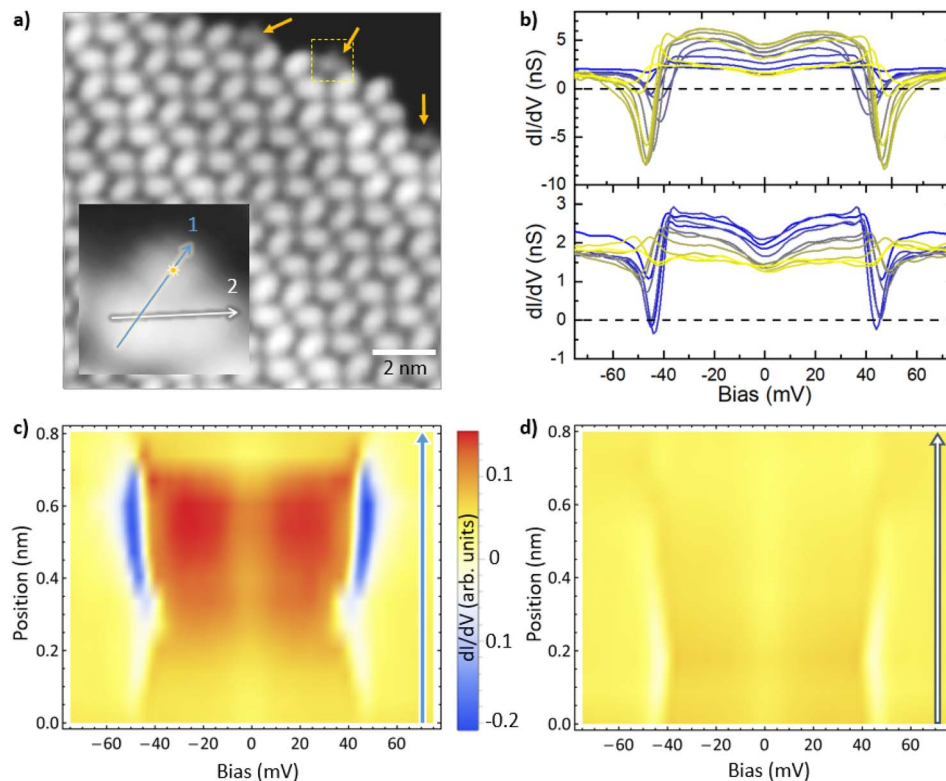 a)
1
2
2 nm
b)
dI/dV (nS)
5
0
5
-10
3
2
1
0
-1
dI/dV (nS)
-60 -40 -20 0 20 40 60
Bias (mV)
c)
Position (nm)
0.8
0.6
0.4
0.2
0.0
−60 −40 −20 0 20 40 60
Bias (mV)
dI/dV (arb. units)
0.1
0
0.1
-0.2
d)
Position (nm)
0.8
0.6
0.4
0.2
0.0
−60 −40 −20 0 20 40 60
Bias (mV)